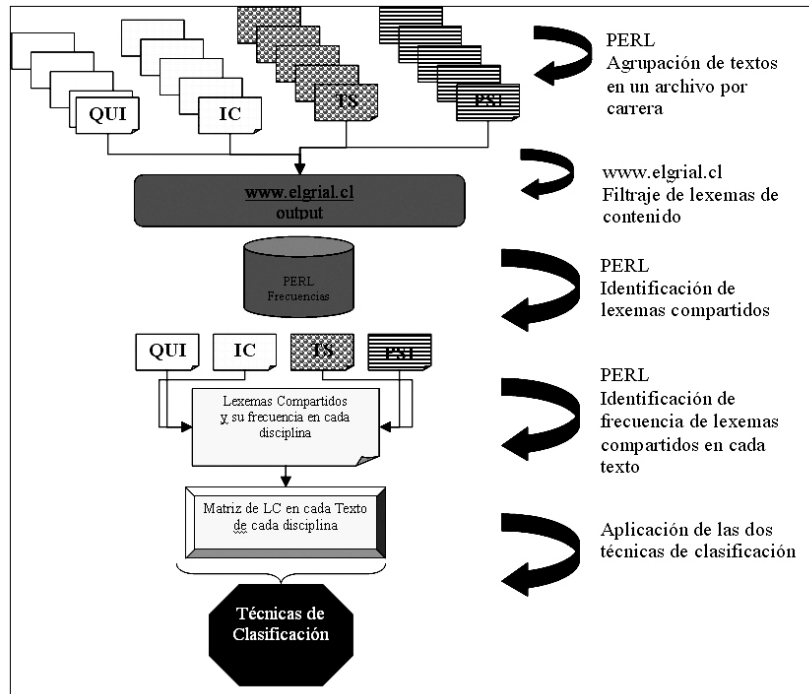 QUI
IC
TS
PSI
PERL
Agrupación de textos
en un archivo por
carrera
www.elgrial.cl
output
www.elgrial.cl
Filtraje de lexemas de
contenido
PERL
Frecuencias
PERL
Identificación de
lexemas compartidos
QUI
IC
TS
PSI
Lexemas Compartidos
y su frecuencia en cada
disciplina
PERL
Identificación de
frecuencia de lexemas
compartidos en cada
texto
Matriz de LC en cada Texto
de cada disciplina
Aplicación de las dos
técnicas de clasificación
Técnicas de
Clasificación